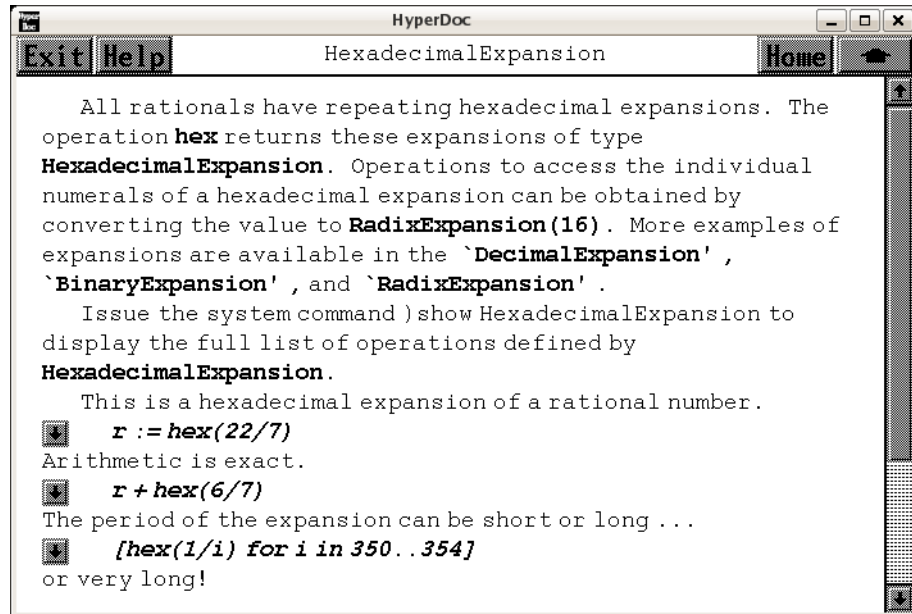 Hyper Doc
HyperDoc
Exit Help HexadecimalExpansion Home
All rationals have repeating hexadecimal expansions. The
operation hex returns these expansions of type
HexadecimalExpansion. Operations to access the individual
numerals of a hexadecimal expansion can be obtained by
converting the value to RadixExpansion(16). More examples of
expansions are available in the `DecimalExpansion' ,
`BinaryExpansion' , and `RadixExpansion' .
Issue the system command )show HexadecimalExpansion to
display the full list of operations defined by
HexadecimalExpansion.
This is a hexadecimal expansion of a rational number.
r := hex(22/7)
Arithmetic is exact.
r + hex(6/7)
The period of the expansion can be short or long ...
[hex(1/i) for i in 350..354]
or very long!